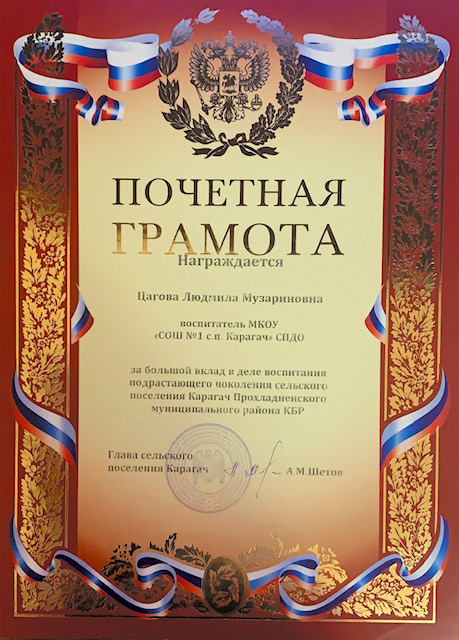 ПОЧЕТНАЯ
ГРАМОТА
Награждается
Цагова Людмила Музариновна
воспитатель МКОУ
«СОШ №1 с.п. Карагач» СПДО
за большой вклад в деле воспитания
подрастающего поколения сельского
поселения Карагач Прохладненского
муниципального района КБР
Глава сельского
поселения Карагач
А.М.Шетов